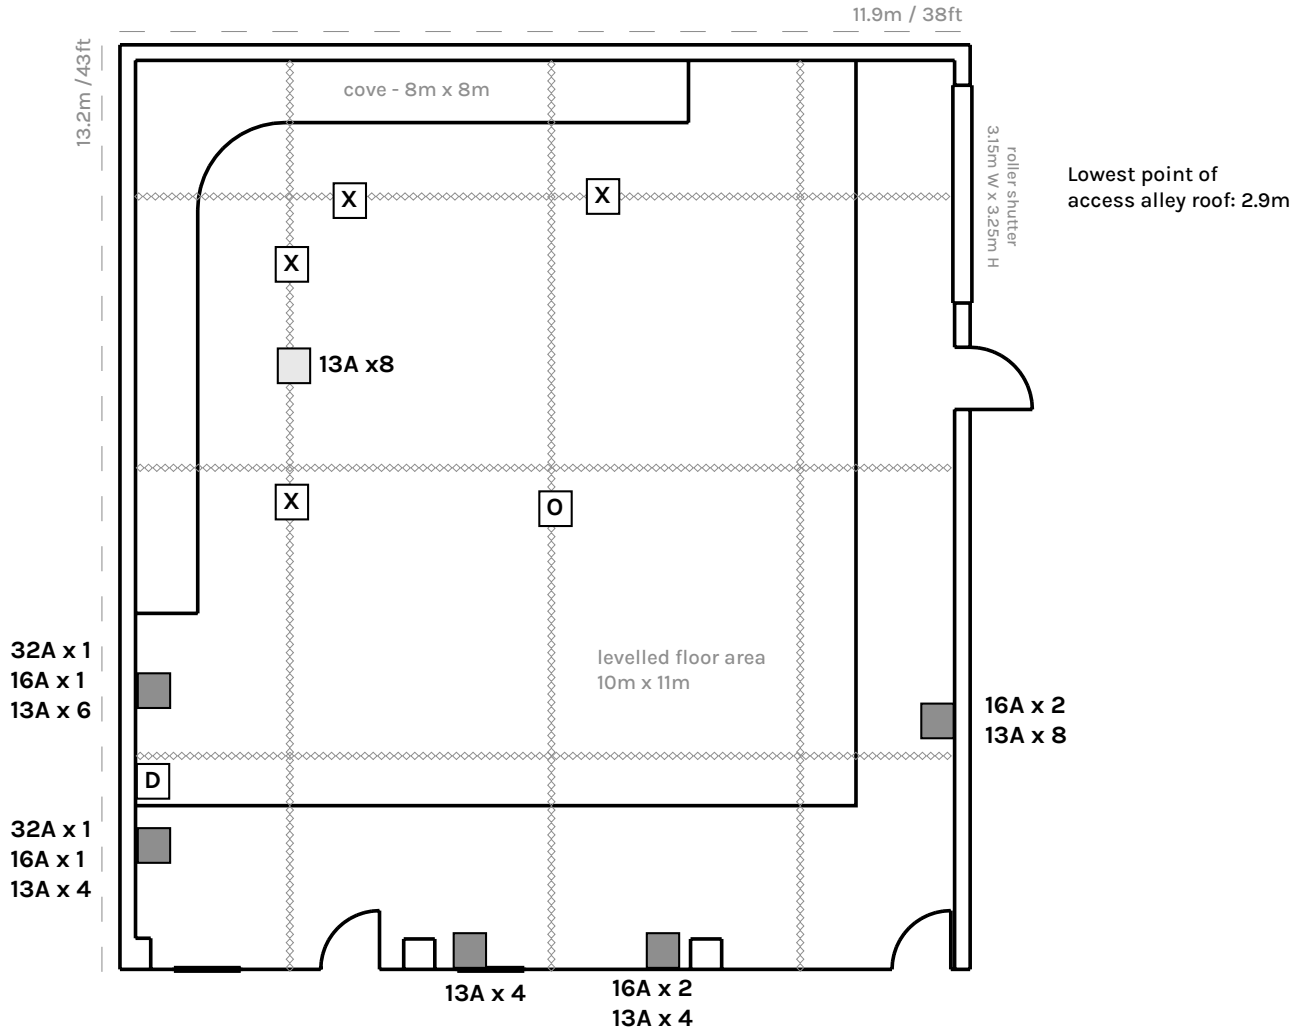 11.9m / 38ft
13.2m /43ft
cove - 8m x 8m
roller shutter
3.15m W x 3.25m H
Lowest point of
access alley roof: 2.9m
X
X
X
13A x8
X
O
32A x 1
16A x 1
13A x 6
levelled floor area
10m x 11m
16A x 2
13A x 8
D
32A x 1
16A x 1
13A x 4
13A x 4
16A x 2
13A x 4